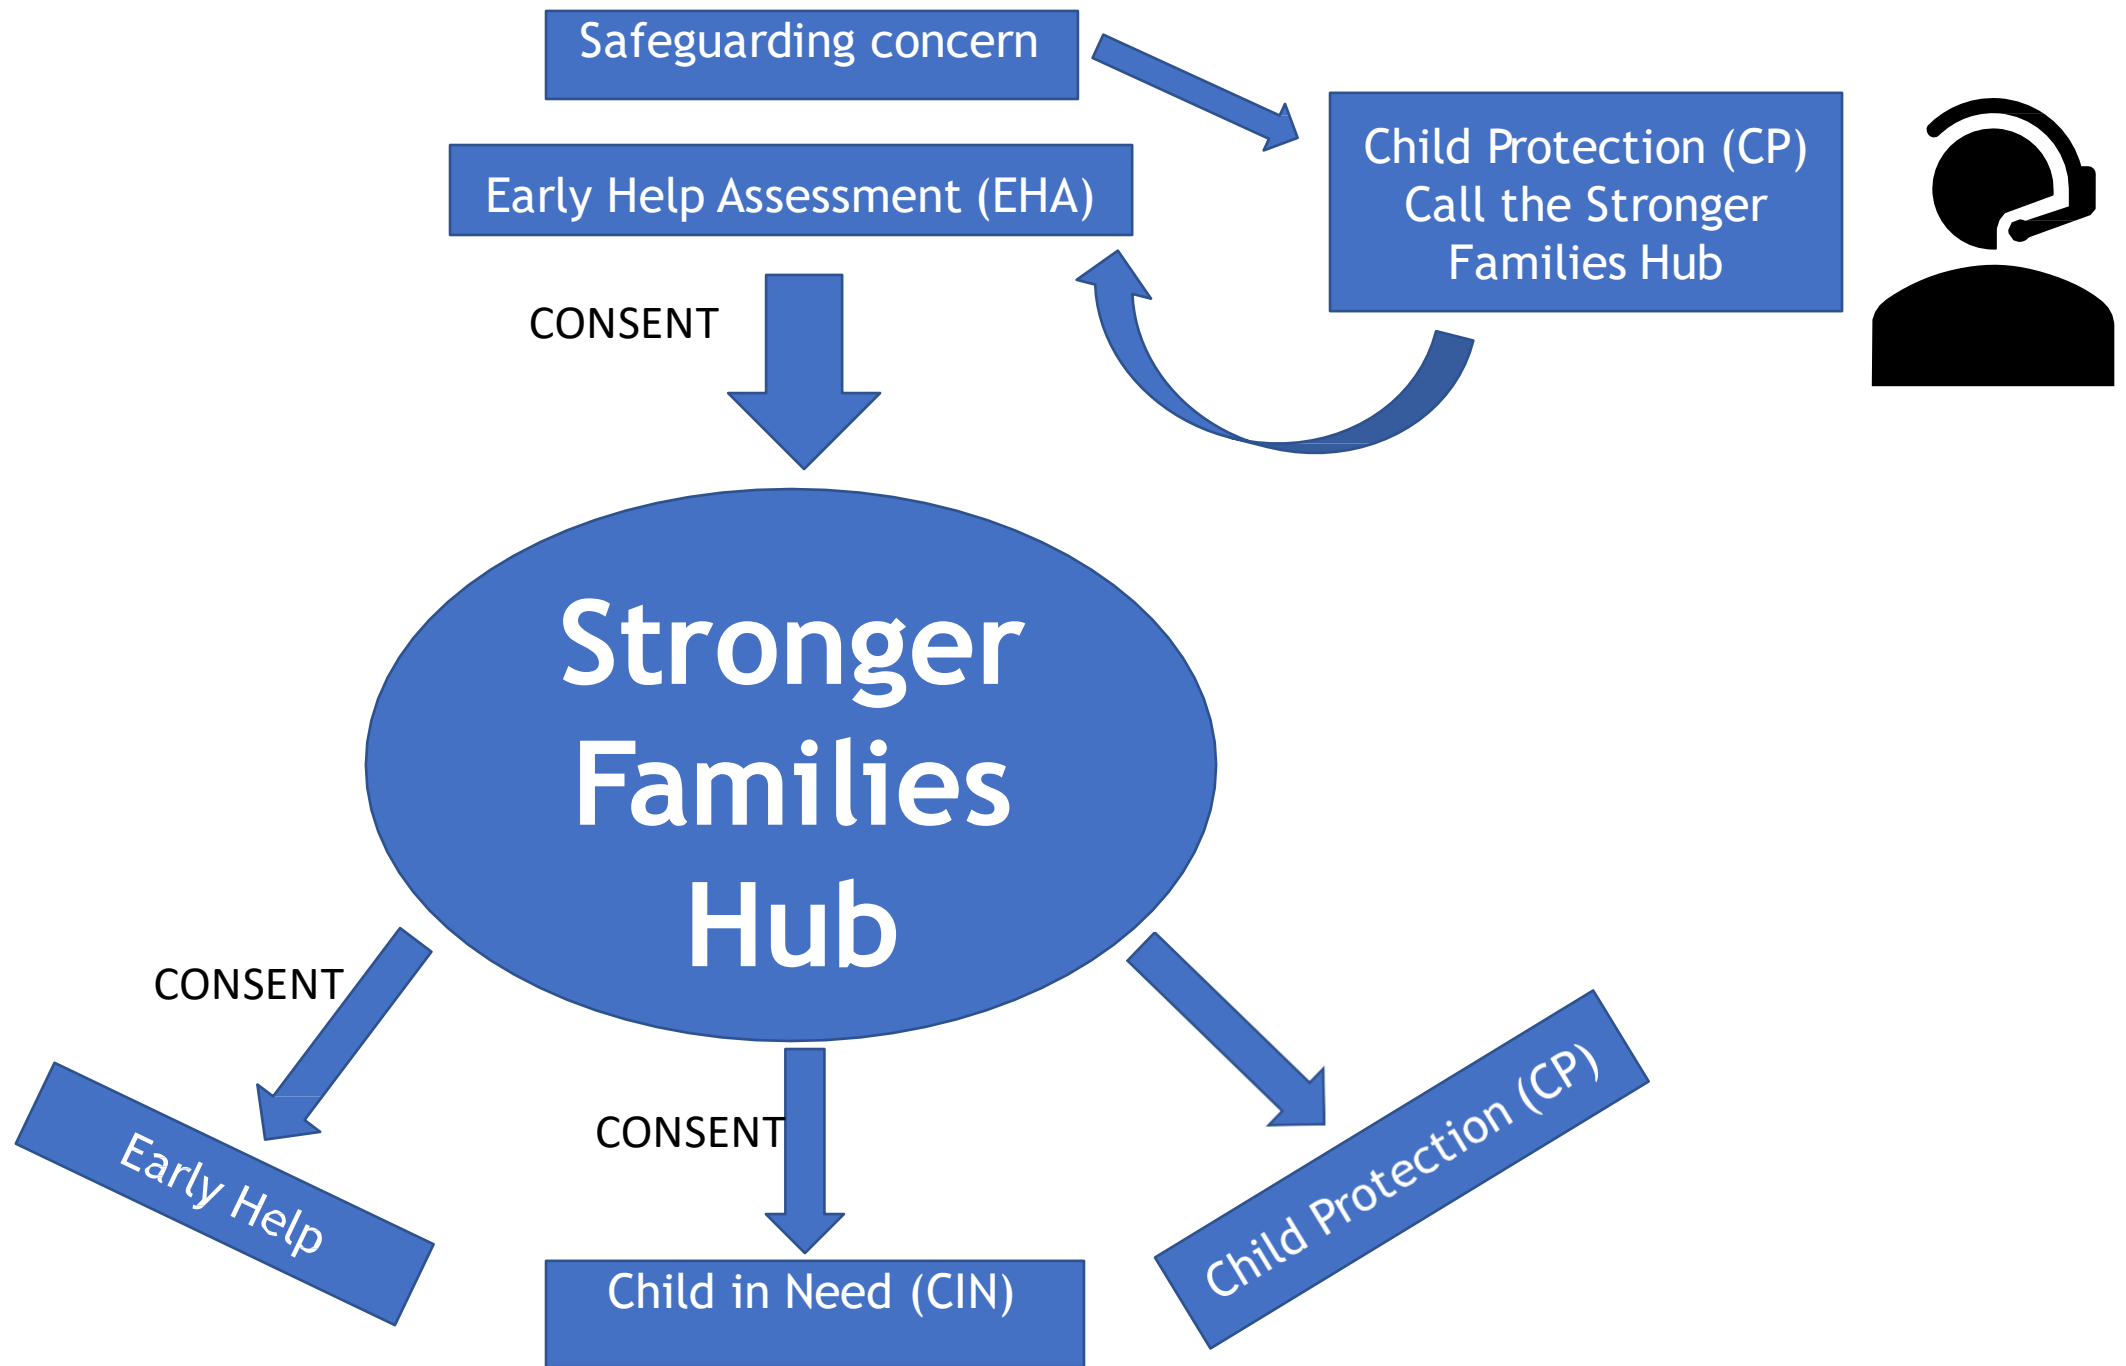 Safeguarding concern
Early Help Assessment (EHA)
Child Protection (CP)
Call the Stronger
Families Hub
CONSENT
Stronger
Families
Hub
CONSENT
CONSENT
Early Help
Child in Need (CIN)
Child Protection (CP)